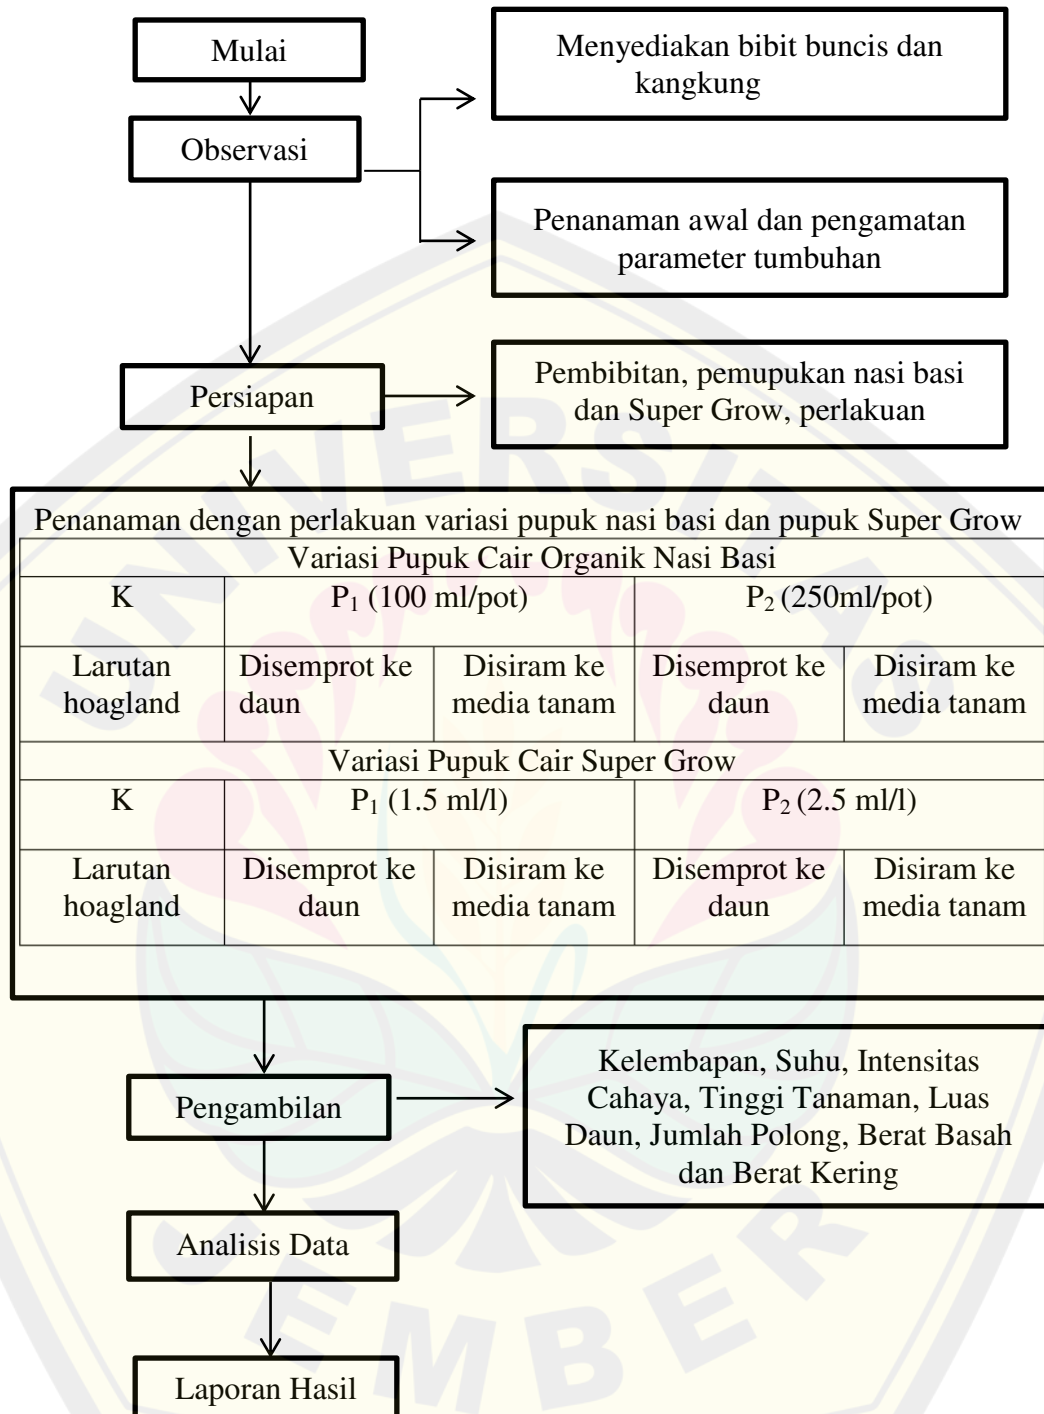 Mulai
Menyediakan bibit buncis dan
kangkung
Observasi
Penanaman awal dan pengamatan
parameter tumbuhan
Persiapan
Pembibitan, pemupukan nasi basi
dan Super Grow, perlakuan
Penanaman dengan perlakuan variasi pupuk nasi basi dan pupuk Super Grow
Variasi Pupuk Cair Organik Nasi Basi
K
P₁ (100 ml/pot)
P₂ (250ml/pot)
Larutan
hoagland
Disemprot ke
daun
Disiram ke
media tanam
Disemprot ke
daun
Disiram ke
media tanam
Variasi Pupuk Cair Super Grow
K
P₁ (1.5 ml/l)
P₂ (2.5 ml/l)
Larutan
hoagland
Disemprot ke
daun
Disiram ke
media tanam
Disemprot ke
daun
Disiram ke
media tanam
Pengambilan
Kelembapan, Suhu, Intensitas
Cahaya, Tinggi Tanaman, Luas
Daun, Jumlah Polong, Berat Basah
dan Berat Kering
Analisis Data
Laporan Hasil
UNIVERSITAS
JEMBER